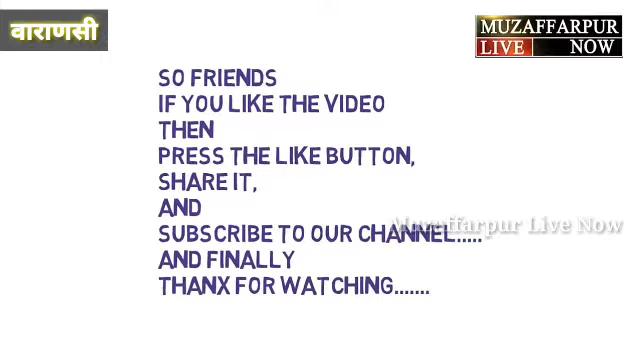 वाराणसी
MUZAFFARPUR
LIVE NOW
SO FRIENDS
IF YOU LIKE THE VIDEO
THEN
PRESS THE LIKE BUTTON,
SHARE IT,
AND
Muzaffarpur Live Now
SUBSCRIBE TO OUR CHANNEL.....
AND FINALLY
THANX FOR WATCHING.......